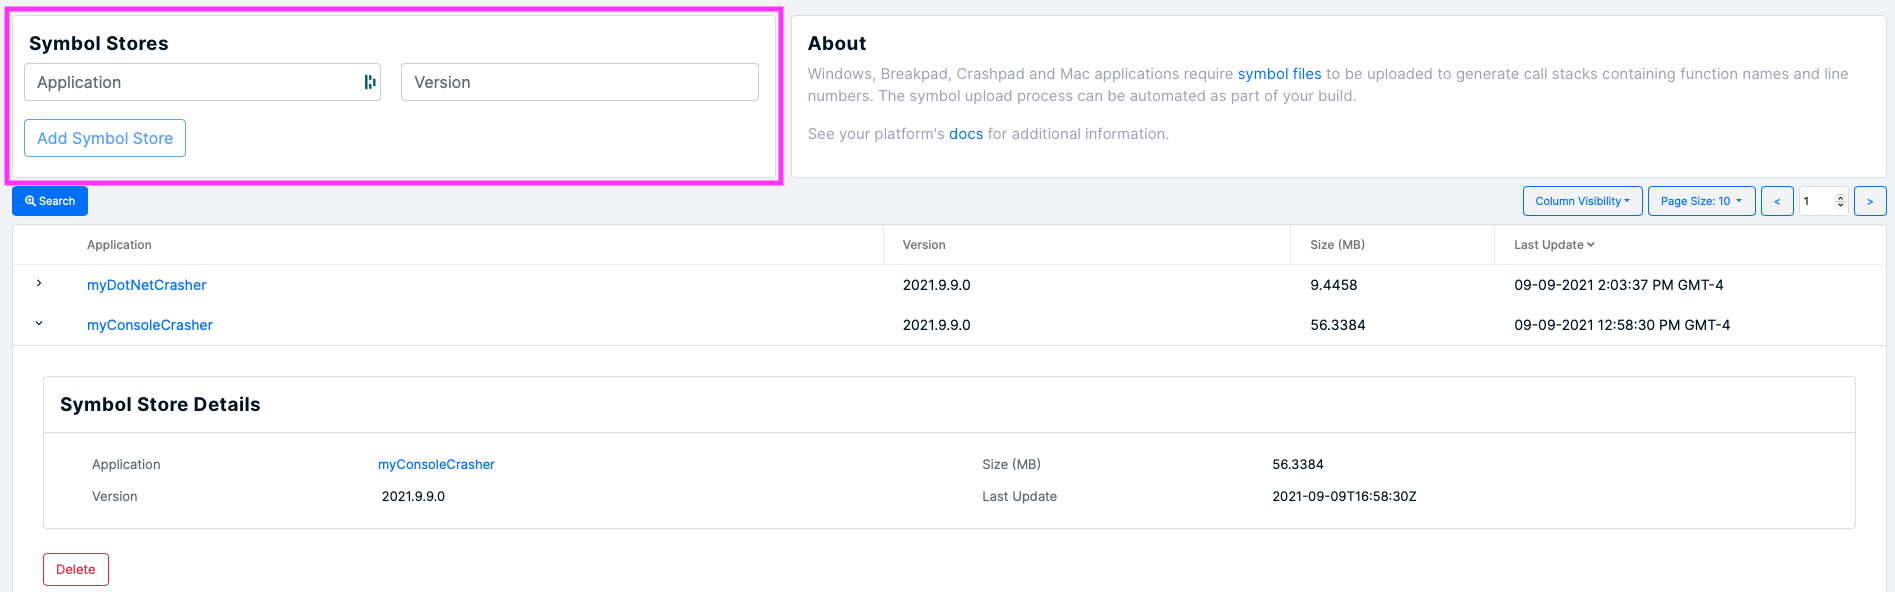 Symbol Stores
Application
Version
Add Symbol Store
About
Windows, Breakpad, Crashpad and Mac applications require symbol files to be uploaded to generate call stacks containing function names and line
numbers. The symbol upload process can be automated as part of your build.
See your platform's docs for additional information.
Search
Column Visibility
Page Size: 10
<
1
>
Application Version Size (MB) Last Update
myDotNetCrasher 2021.9.9.0 9.4458 09-09-2021 2:03:37 PM GMT-4
myConsoleCrasher 2021.9.9.0 56.3384 09-09-2021 12:58:30 PM GMT-4
Symbol Store Details
Application myConsoleCrasher Size (MB) 56.3384
Version 2021.9.9.0 Last Update 2021-09-09T16:58:30Z
Delete